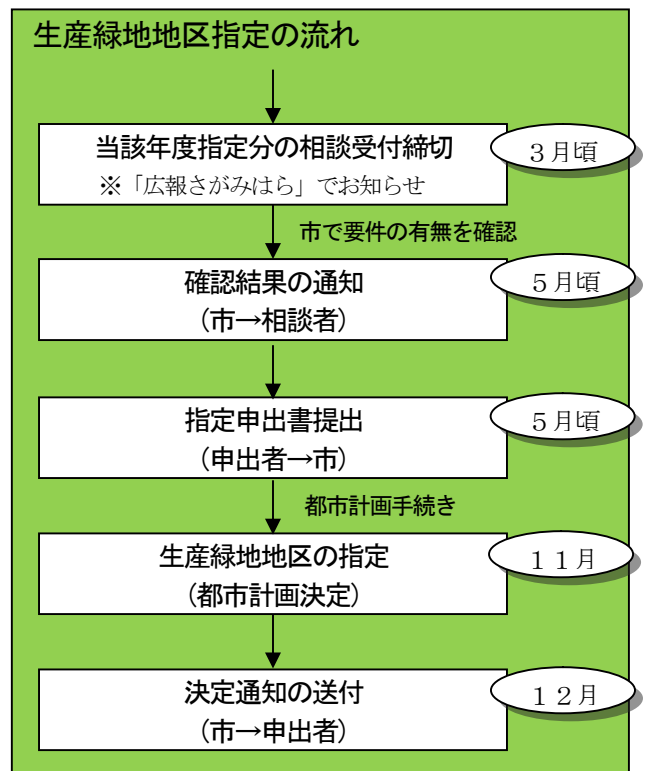 生産緑地地区指定の流れ
当該年度指定分の相談受付締切
※「広報さがみはら」でお知らせ
３月頃
市で要件の有無を確認
確認結果の通知
（市→相談者）
５月頃
指定申出書提出
（申出者→市）
５月頃
都市計画手続き
生産緑地地区の指定
（都市計画決定）
１１月
決定通知の送付
（市→申出者）
１２月